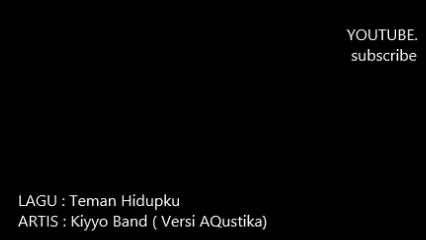 YOUTUBE.
subscribe
LAGU : Teman Hidupku
ARTIS : Kiyyo Band ( Versi AQustika)